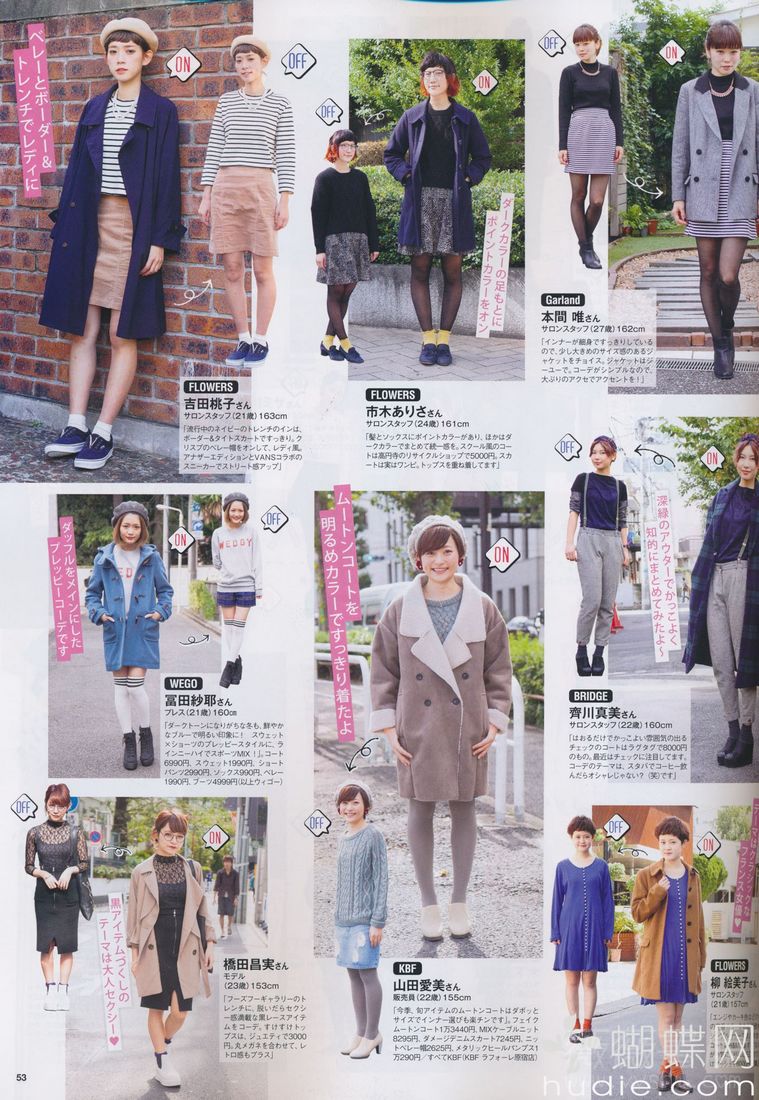 ベレーとボーダー&
トレンチでレディに
ON
OFF
FLOWERS
吉田桃子さん
サロンスタッフ(21歳)163cm
「流行中のネイビーのトレンチのインは、
ボーダー&タイトスカートですっきり。ク
リスプのベレー帽をオンして、レディ風。
アナザーエディションとVANSコラボの
スニーカーでストリート感アップ」
OFF
ON
ダークカラーの足もとに
ポイントカラーをオン
FLOWERS
市木ありささん
サロンスタッフ(24歳)161cm
「髪とソックスにポイントカラーがあり、ほかはダ
ークカラーでまとめて統一感を。スクール風のコー
トは高円寺のリサイクルショップで5000円。スカ
カートは実はワンピ。トップスを重ね着してます」
OFF
ON
Garland
本間 唯さん
サロンスタッフ(27歳)162cm
「インナーが細身ですっきりしている
ので、少し大きめのサイズ感のあるジ
ャケットをチョイス。ジャケットはジ
ーユーで。コーデがシンプルなので、
大ぶりのアクセでアクセントを!」
ダッフルをメインにした
プレッピーコーデです
ON
OFF
WEGO
冨田紗耶さん
プレス(21歳)160cm
「ダークトーンになりがちな冬も、鮮やか
なブルーで明るい印象に! スウェット
×ショーツのプレッピースタイルに、ラ
インニーハイでスポーツMIX!」。コート
6990円、スウェット1990円、ショート
パンツ2990円、ソックス990円、ベレー
1990円、ブーツ4999円(以上ウィゴー)
ムートンコートを
明るめカラーですっきり着たよ
ON
OFF
KBF
山田愛美さん
販売員(22歳)155cm
「今季、旬アイテムのムートンコートはダボッと
サイズでインナー選びも楽チンです」。フェイク
ムートンコート1万3440円、MIXケーブルニット
8295円、ダメージデニムスカート7245円、ニッ
トベレー帽2625円、メタリックヒールパンプス1
万290円/すべてKBF(KBF ラフォーレ原宿店)
OFF
ON
深緑のアウターでかっこよく
知的にまとめてみたよ〜
BRIDGE
齊川真美さん
サロンスタッフ(22歳)160cm
「はおるだけでかっこよい雰囲気の出る
チェックのコートはラグタグで8000円
のもの。最近はチェックに注目してます。
コーデのテーマは、スタバでコーヒー飲
んだらオシャレじゃない?(笑)です」
OFF
ON
黒アイテムづくしの
テーマは大人セクシー♥
橋田昌実さん
モデル
(23歳)153cm
「フーズフーギャラリーのト
レンチに、脱いだらセクシ
ー感満載な黒レースアイテ
ムをコーデ。すけすけトッ
プスは、ジュエティで3000
円。丸メガネを合わせて、レ
トロ感もプラス」
OFF
ON
テーマはクラシックな
フランス女優♥
FLOWERS
柳 絵美子さん
サロンスタッフ
(21歳)157cm
53
蝴蝶网
hudie.com